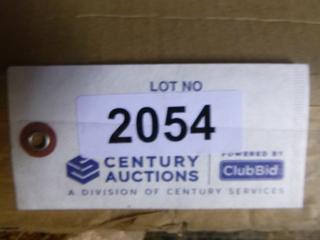 LOT NO
2054
CENTURY AUCTIONS
POWERED BY
ClubBid
A DIVISION OF CENTURY SERVICES